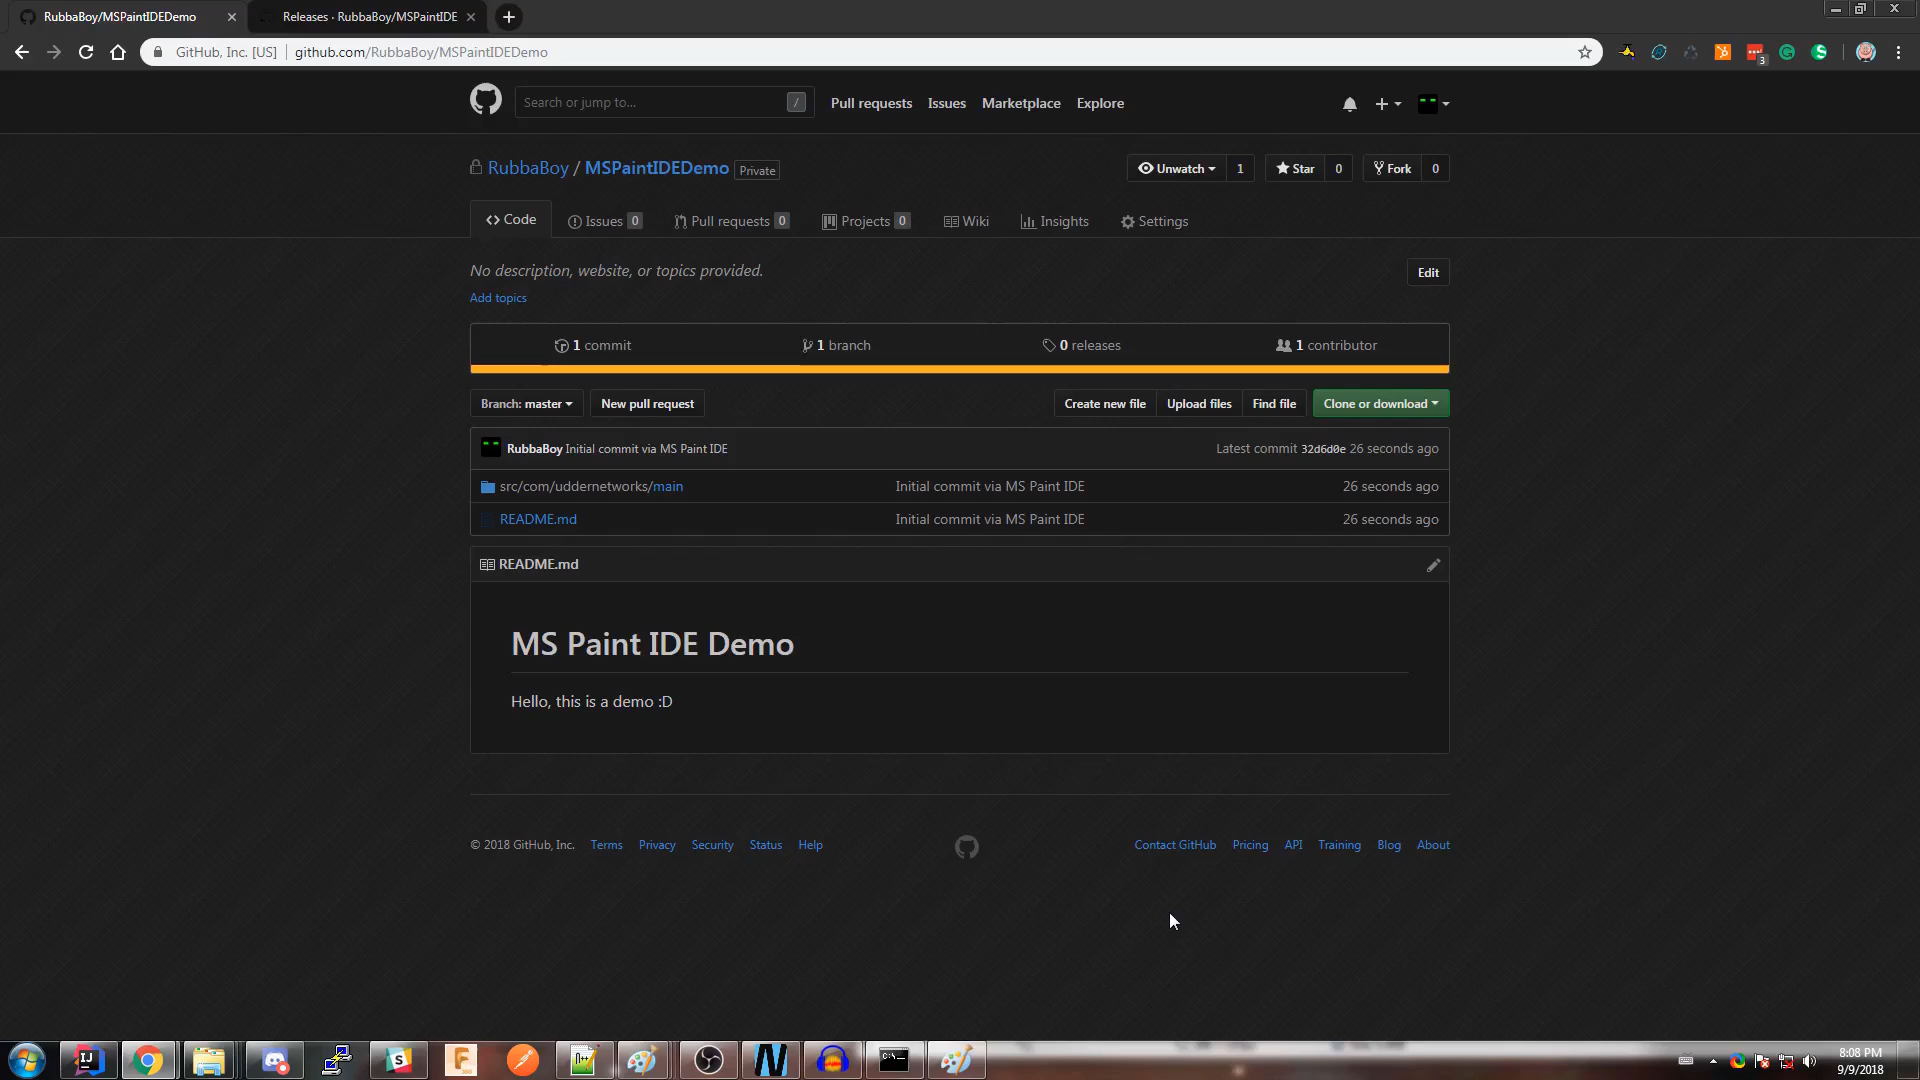 RubbaBoy/MSPaintIDEDemo
Releases · RubbaBoy/MSPaintIDE
GitHub, Inc. [US] github.com/RubbaBoy/MSPaintIDEDemo
3
Search or jump to... / Pull requests Issues Marketplace Explore
RubbaBoy / MSPaintIDEDemo Private
Unwatch 1 Star 0 Fork 0
Code Issues 0 Pull requests 0 Projects 0 Wiki Insights Settings
No description, website, or topics provided. Edit
Add topics
1 commit 1 branch 0 releases 1 contributor
Branch: master New pull request Create new file Upload files Find file Clone or download
RubbaBoy Initial commit via MS Paint IDE Latest commit 32d6d0e 26 seconds ago
src/com/uddernetworks/main Initial commit via MS Paint IDE 26 seconds ago
README.md Initial commit via MS Paint IDE 26 seconds ago
README.md
MS Paint IDE Demo
Hello, this is a demo :D
© 2018 GitHub, Inc. Terms Privacy Security Status Help Contact GitHub Pricing API Training Blog About
8:08 PM
9/9/2018